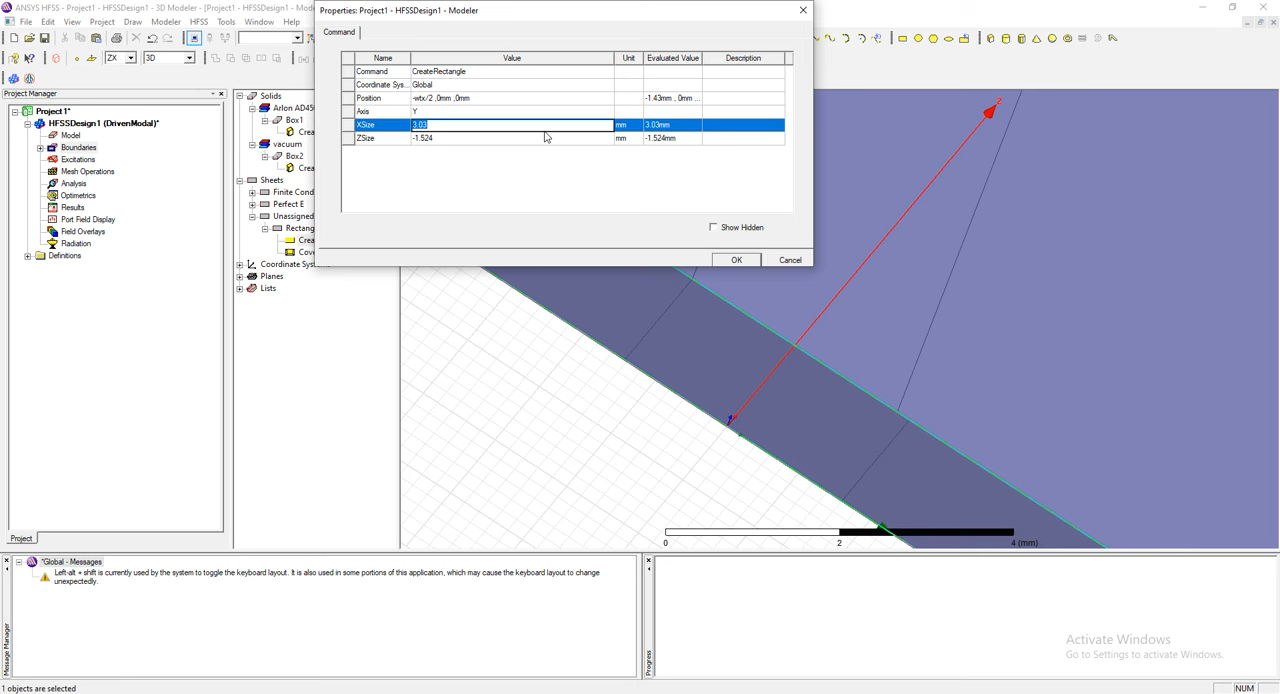 ANSYS HFSS - Project1 - HFSSDesign1 - 3D Modeler - [Project1 - HFSSDesign1 - Mode
File Edit View Project Draw Modeler HFSS Tools Window Help
ZX 3D
Project Manager
Project1*
HFSSDesign1 (DrivenModal)*
Model
Boundaries
Excitations
Mesh Operations
Analysis
Optimetrics
Results
Port Field Display
Field Overlays
Radiation
Definitions
Project
Solids
Arlon AD45
Box1
Crea
vacuum
Box2
Crea
Sheets
Finite Cond
Perfect E
Unassigned
Rectang
Crea
Cov
Coordinate Sys
Planes
Lists
Properties: Project1 - HFSSDesign1 - Modeler
Command
Name Value Unit Evaluated Value Description
Command CreateRectangle
Coordinate Sys... Global
Position -wtx/2 ,0mm ,0mm -1.43mm , 0mm ...
Axis Y
XSize 3.03 mm 3.03mm
ZSize -1.524 mm -1.524mm
Show Hidden
OK Cancel
Z
0 2 4 (mm)
*Global - Messages
Left-alt + shift is currently used by the system to toggle the keyboard layout. It is also used in some portions of this application, which may cause the keyboard layout to change
unexpectedly.
Message Manager
Progress
Activate Windows
Go to Settings to activate Windows.
1 objects are selected
NUM